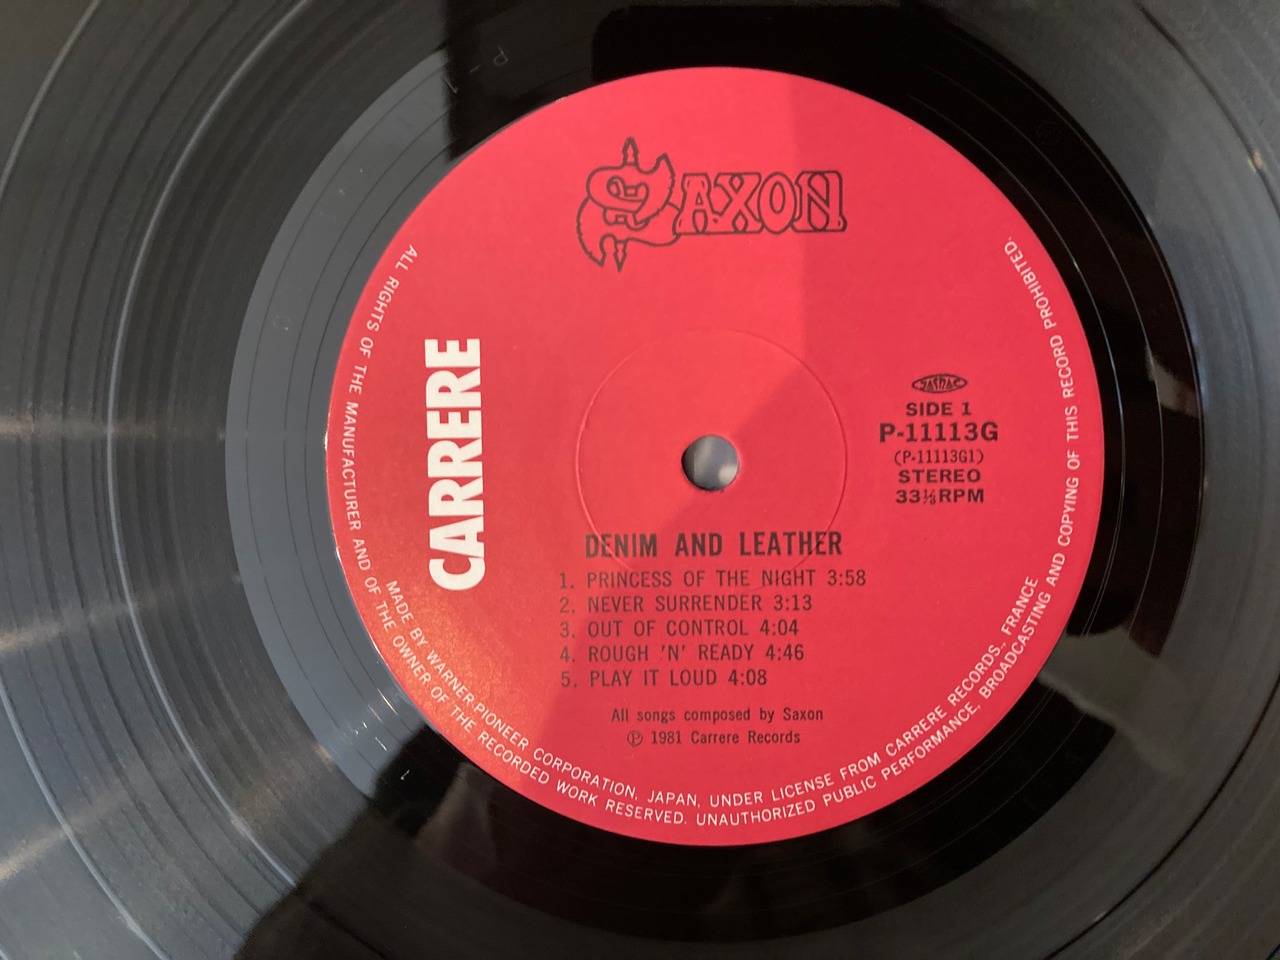 SAXON
CARRERE
JASRAC
SIDE 1
P-11113G
(P-11113G1)
STEREO
33⅓RPM
DENIM AND LEATHER
1. PRINCESS OF THE NIGHT 3:58
2. NEVER SURRENDER 3:13
3. OUT OF CONTROL 4:04
4. ROUGH 'N' READY 4:46
5. PLAY IT LOUD 4:08
All songs composed by Saxon
Ⓟ 1981 Carrere Records
MADE BY WARNER-PIONEER CORPORATION, JAPAN, UNDER LICENSE FROM CARRERE RECORDS., FRANCE
ALL RIGHTS OF THE MANUFACTURER AND OF THE OWNER OF THE RECORDED WORK RESERVED. UNAUTHORIZED PUBLIC PERFORMANCE, BROADCASTING AND COPYING OF THIS RECORD PROHIBITED.